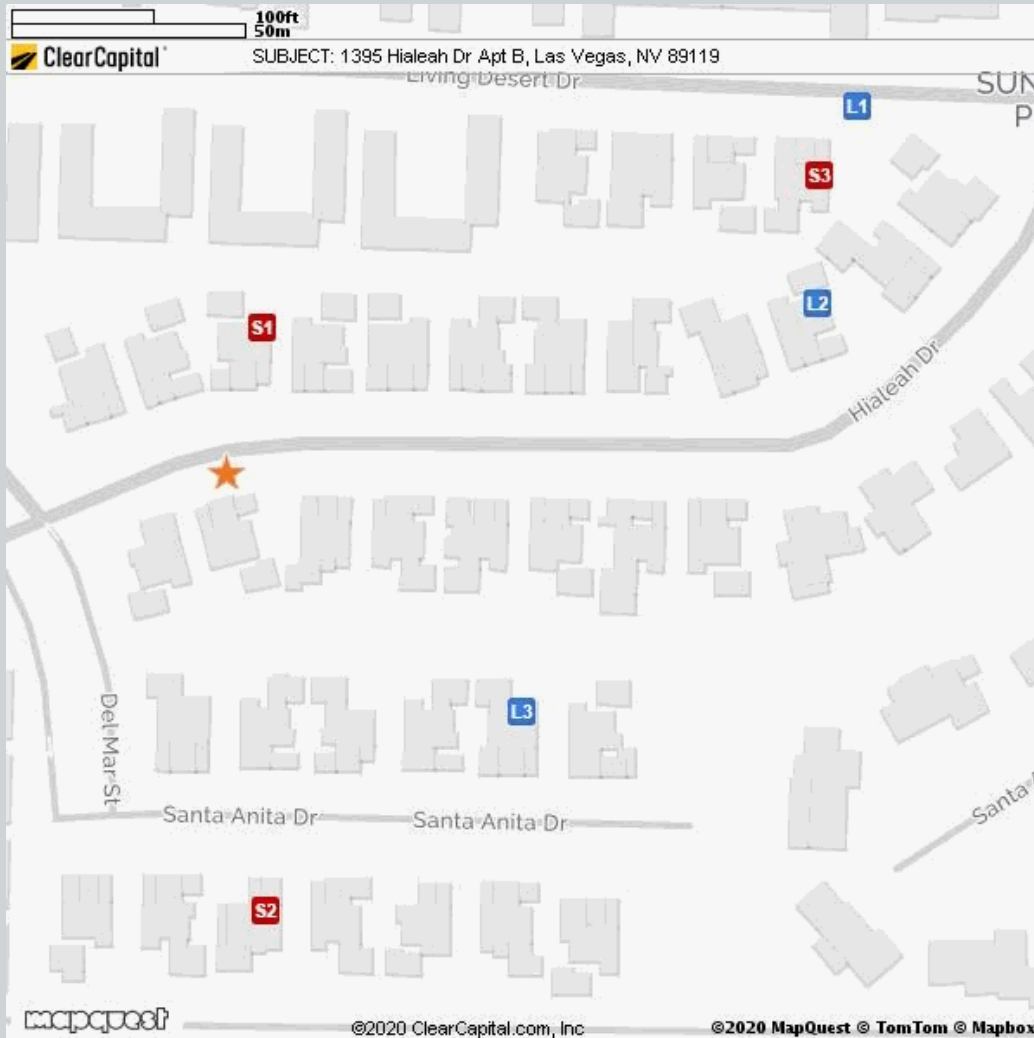 100ft
50m
ClearCapital
SUBJECT: 1395 Hialeah Dr Apt B, Las Vegas, NV 89119
Living Desert Dr
SUN
P
L1
S3
L2
S1
Hialeah Dr
Del Mar St
L3
Santa Anita Dr
Santa Anita Dr
Santa
S2
mapquest
©2020 ClearCapital.com, Inc
©2020 MapQuest © TomTom © Mapbox